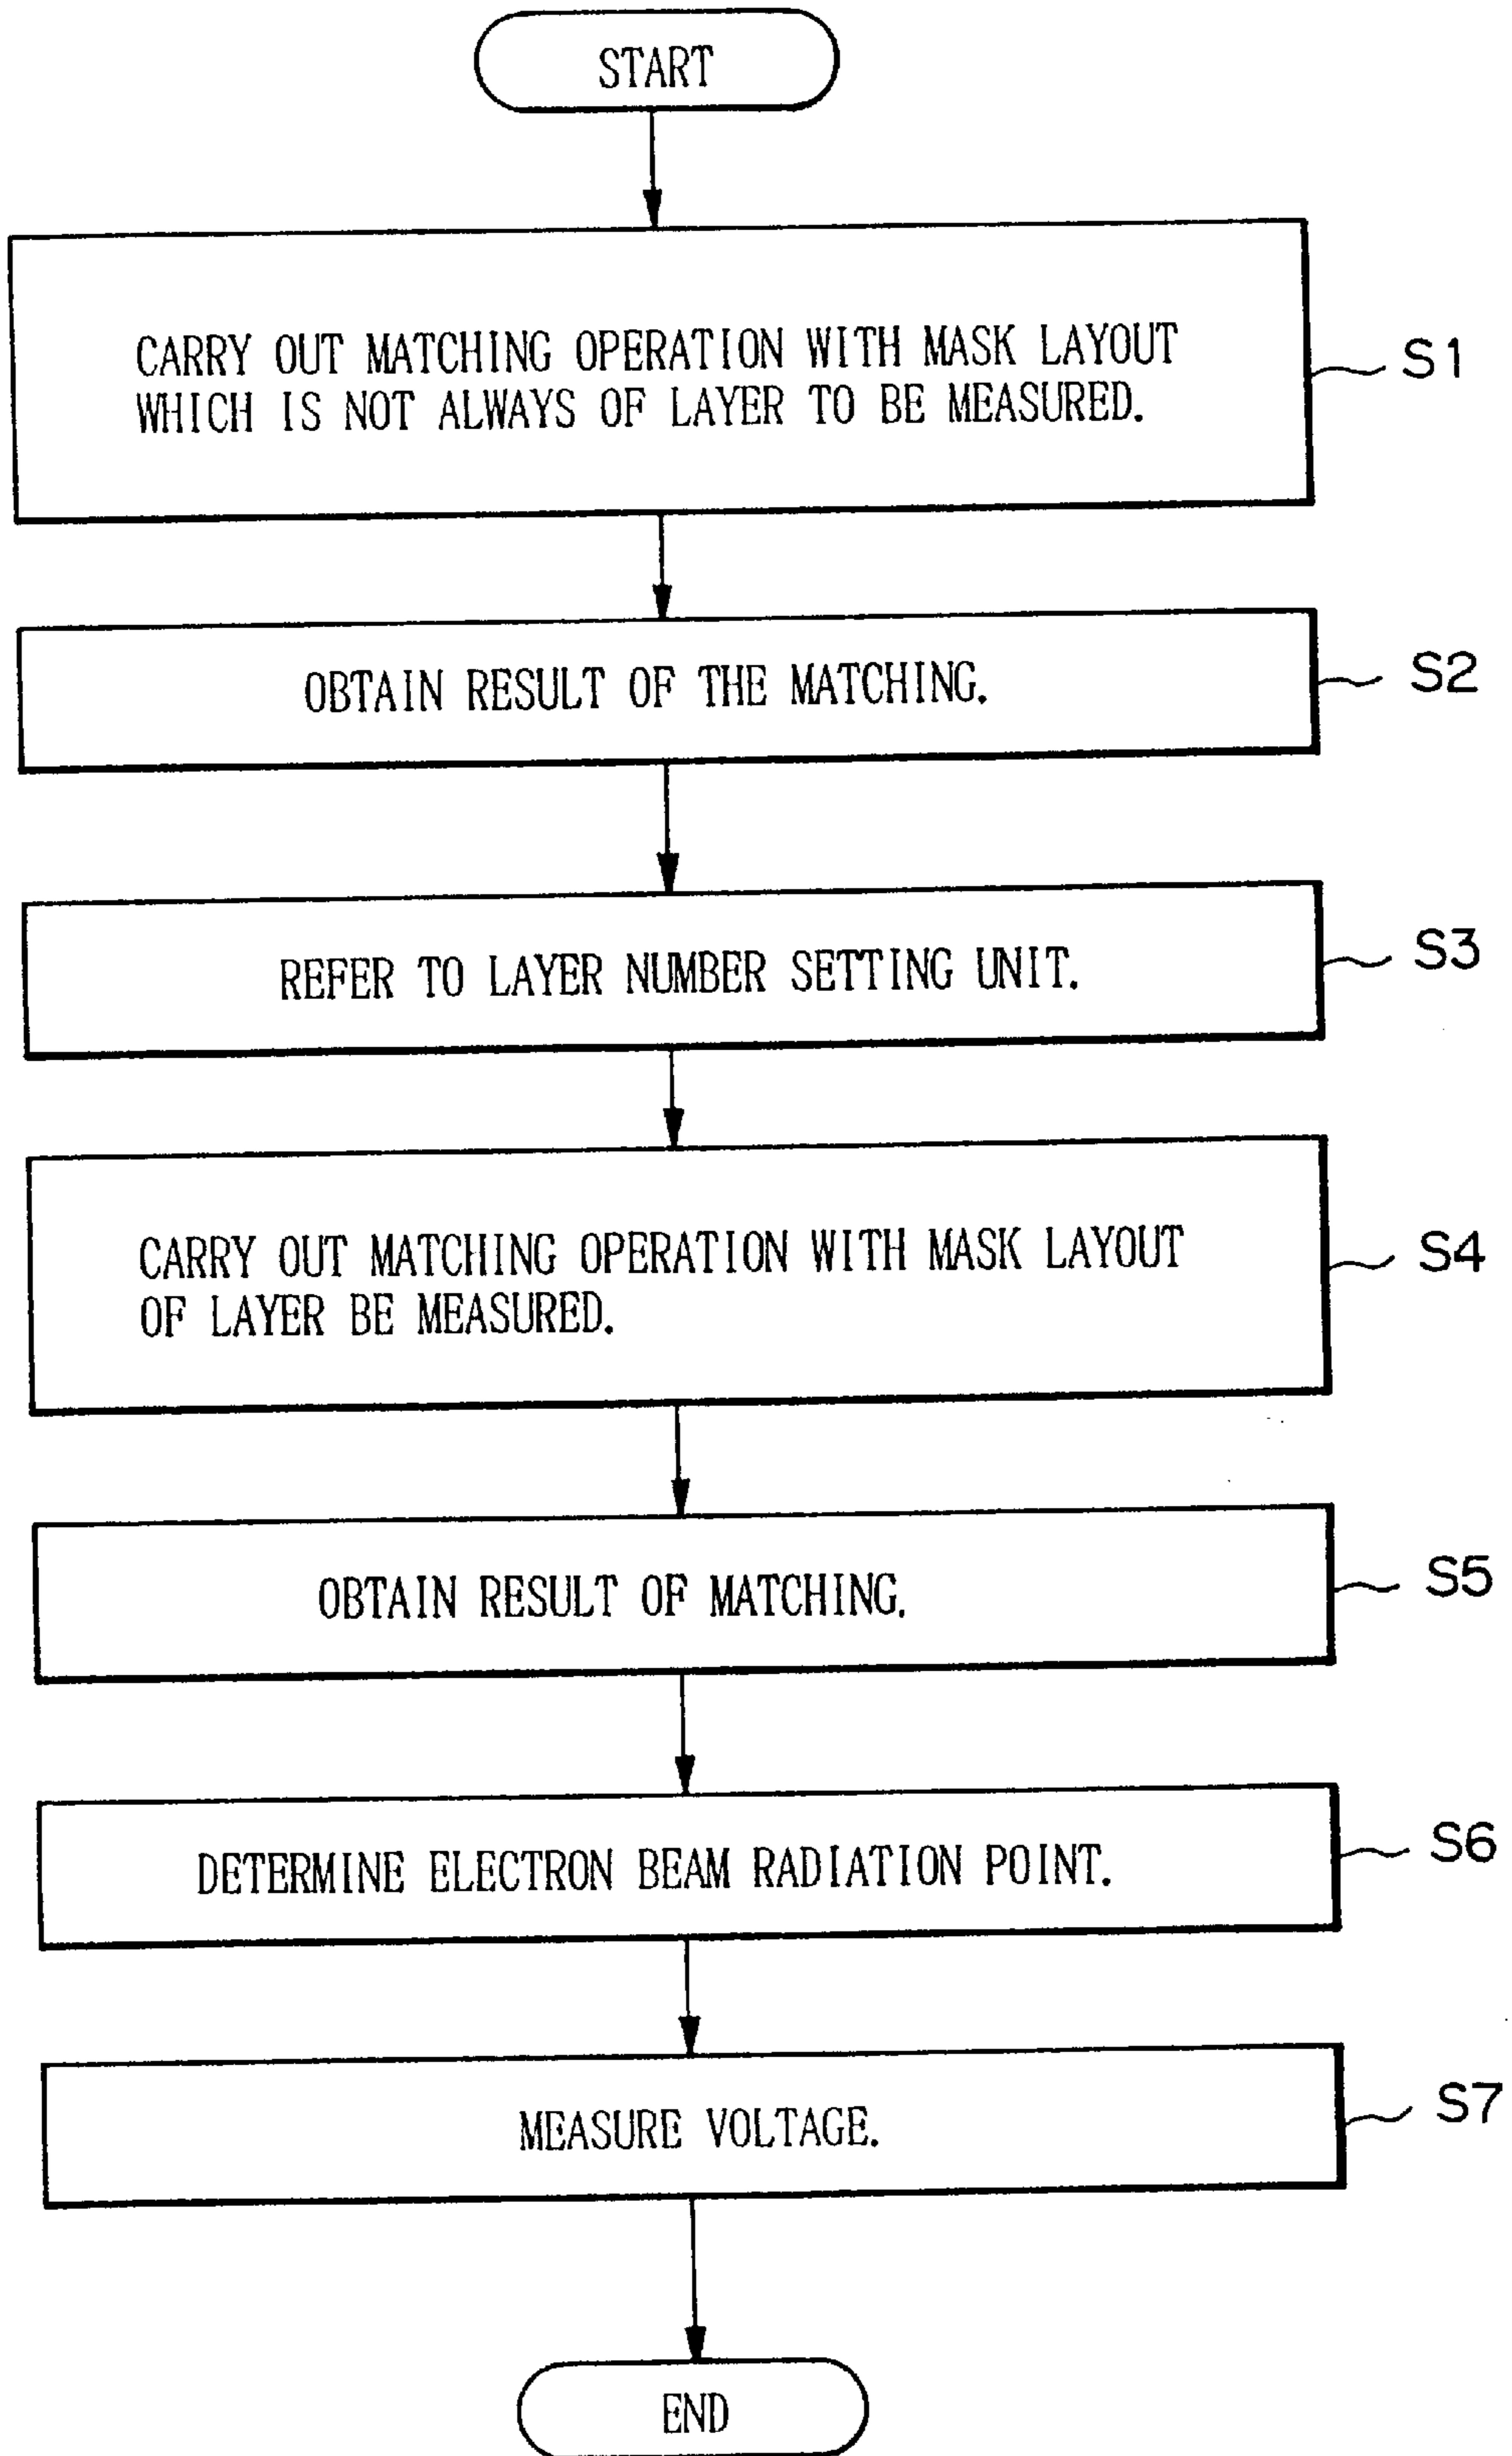 START
CARRY OUT MATCHING OPERATION WITH MASK LAYOUT
WHICH IS NOT ALWAYS OF LAYER TO BE MEASURED.
S1
OBTAIN RESULT OF THE MATCHING.
S2
REFER TO LAYER NUMBER SETTING UNIT.
S3
CARRY OUT MATCHING OPERATION WITH MASK LAYOUT
OF LAYER BE MEASURED.
S4
OBTAIN RESULT OF MATCHING.
S5
DETERMINE ELECTRON BEAM RADIATION POINT.
S6
MEASURE VOLTAGE.
S7
END